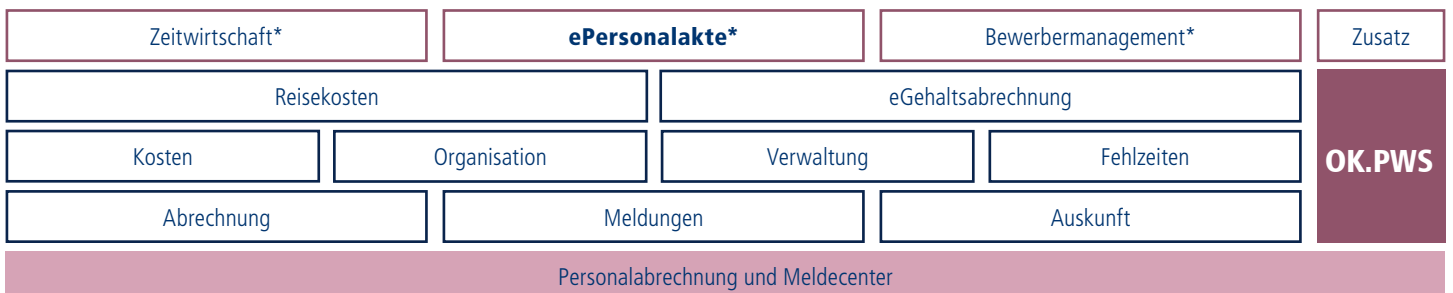 Zeitwirtschaft* ePersonalakte* Bewerbermanagement* Zusatz
Reisekosten eGehaltsabrechnung
Kosten Organisation Verwaltung Fehlzeiten OK.PWS
Abrechnung Meldungen Auskunft
Personalabrechnung und Meldecenter